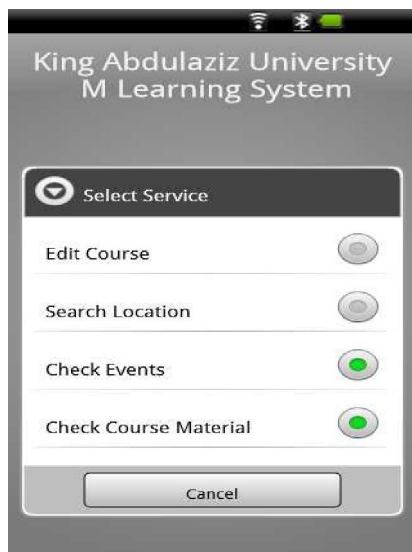 King Abdulaziz University
M Learning System
Select Service
Edit Course
Search Location
Check Events
Check Course Material
Cancel